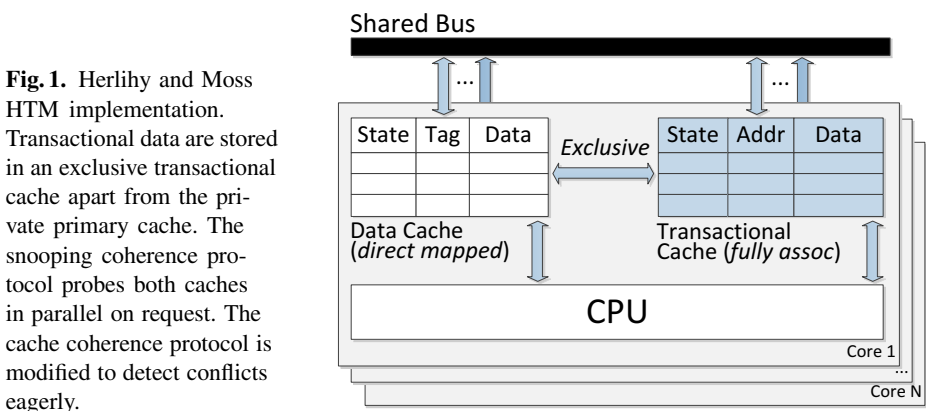 Fig. 1. Herlihy and Moss
HTM implementation.
Transactional data are stored
in an exclusive transactional
cache apart from the pri-
vate primary cache. The
snooping coherence pro-
tocol probes both caches
in parallel on request. The
cache coherence protocol is
modified to detect conflicts
eagerly.
Shared Bus
... ...
State Tag Data
Exclusive
State Addr Data
Data Cache
(direct mapped)
Transactional
Cache (fully assoc)
CPU
Core 1
...
Core N